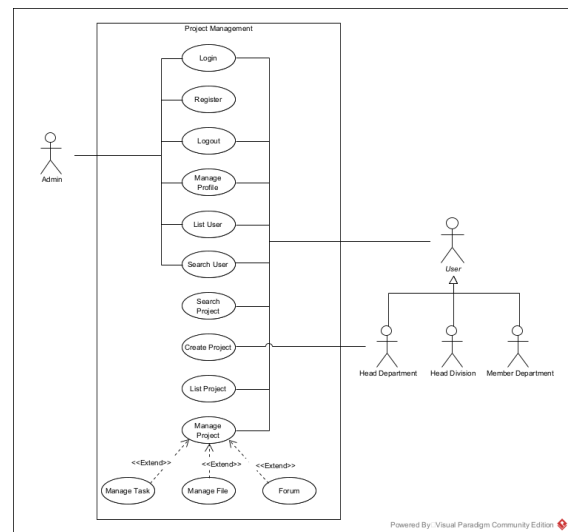 Project Management
Login
Register
Logout
Admin
Manage
Profile
List User
Search User
User
Search
Project
Create Project
Head Department
Head Division
Member Department
List Project
Manage
Project
<<Extend>>
<<Extend>>
<<Extend>>
Manage Task
Manage File
Forum
Powered By: Visual Paradigm Community Edition